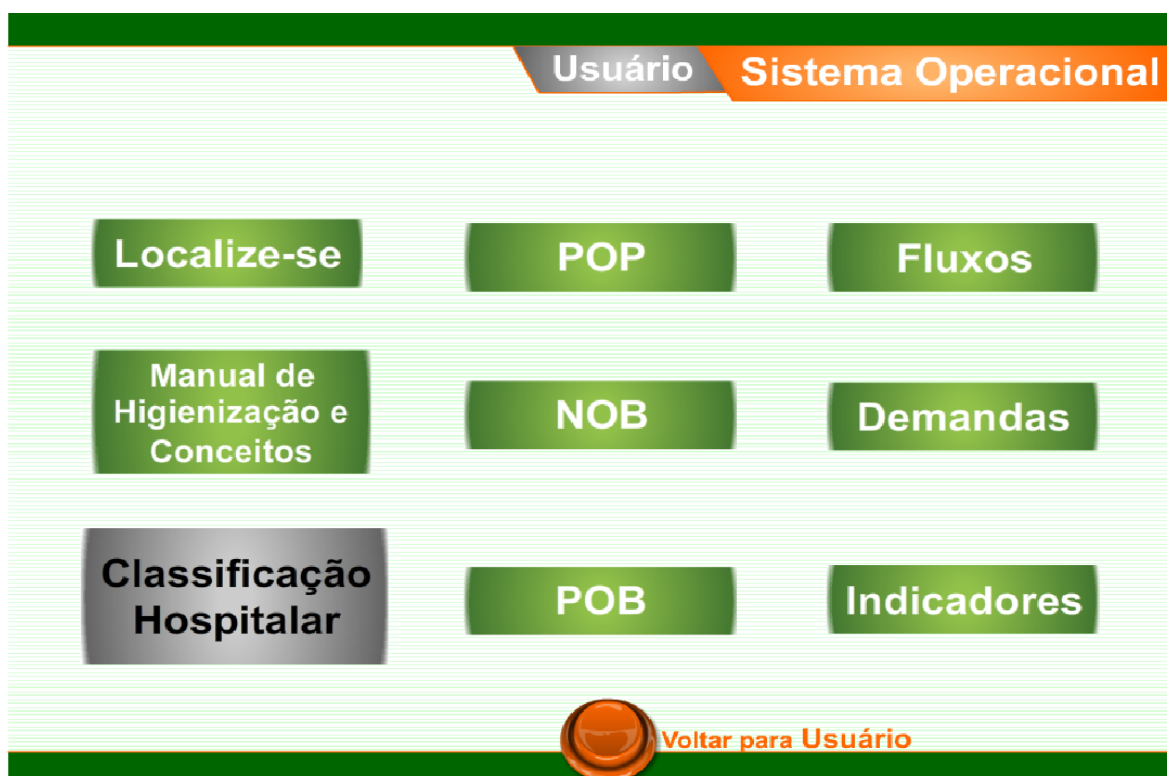 Usuário
Sistema Operacional
Localize-se
POP
Fluxos
Manual de
Higienização e
Conceitos
NOB
Demandas
Classificação
Hospitalar
POB
Indicadores
Voltar para Usuário